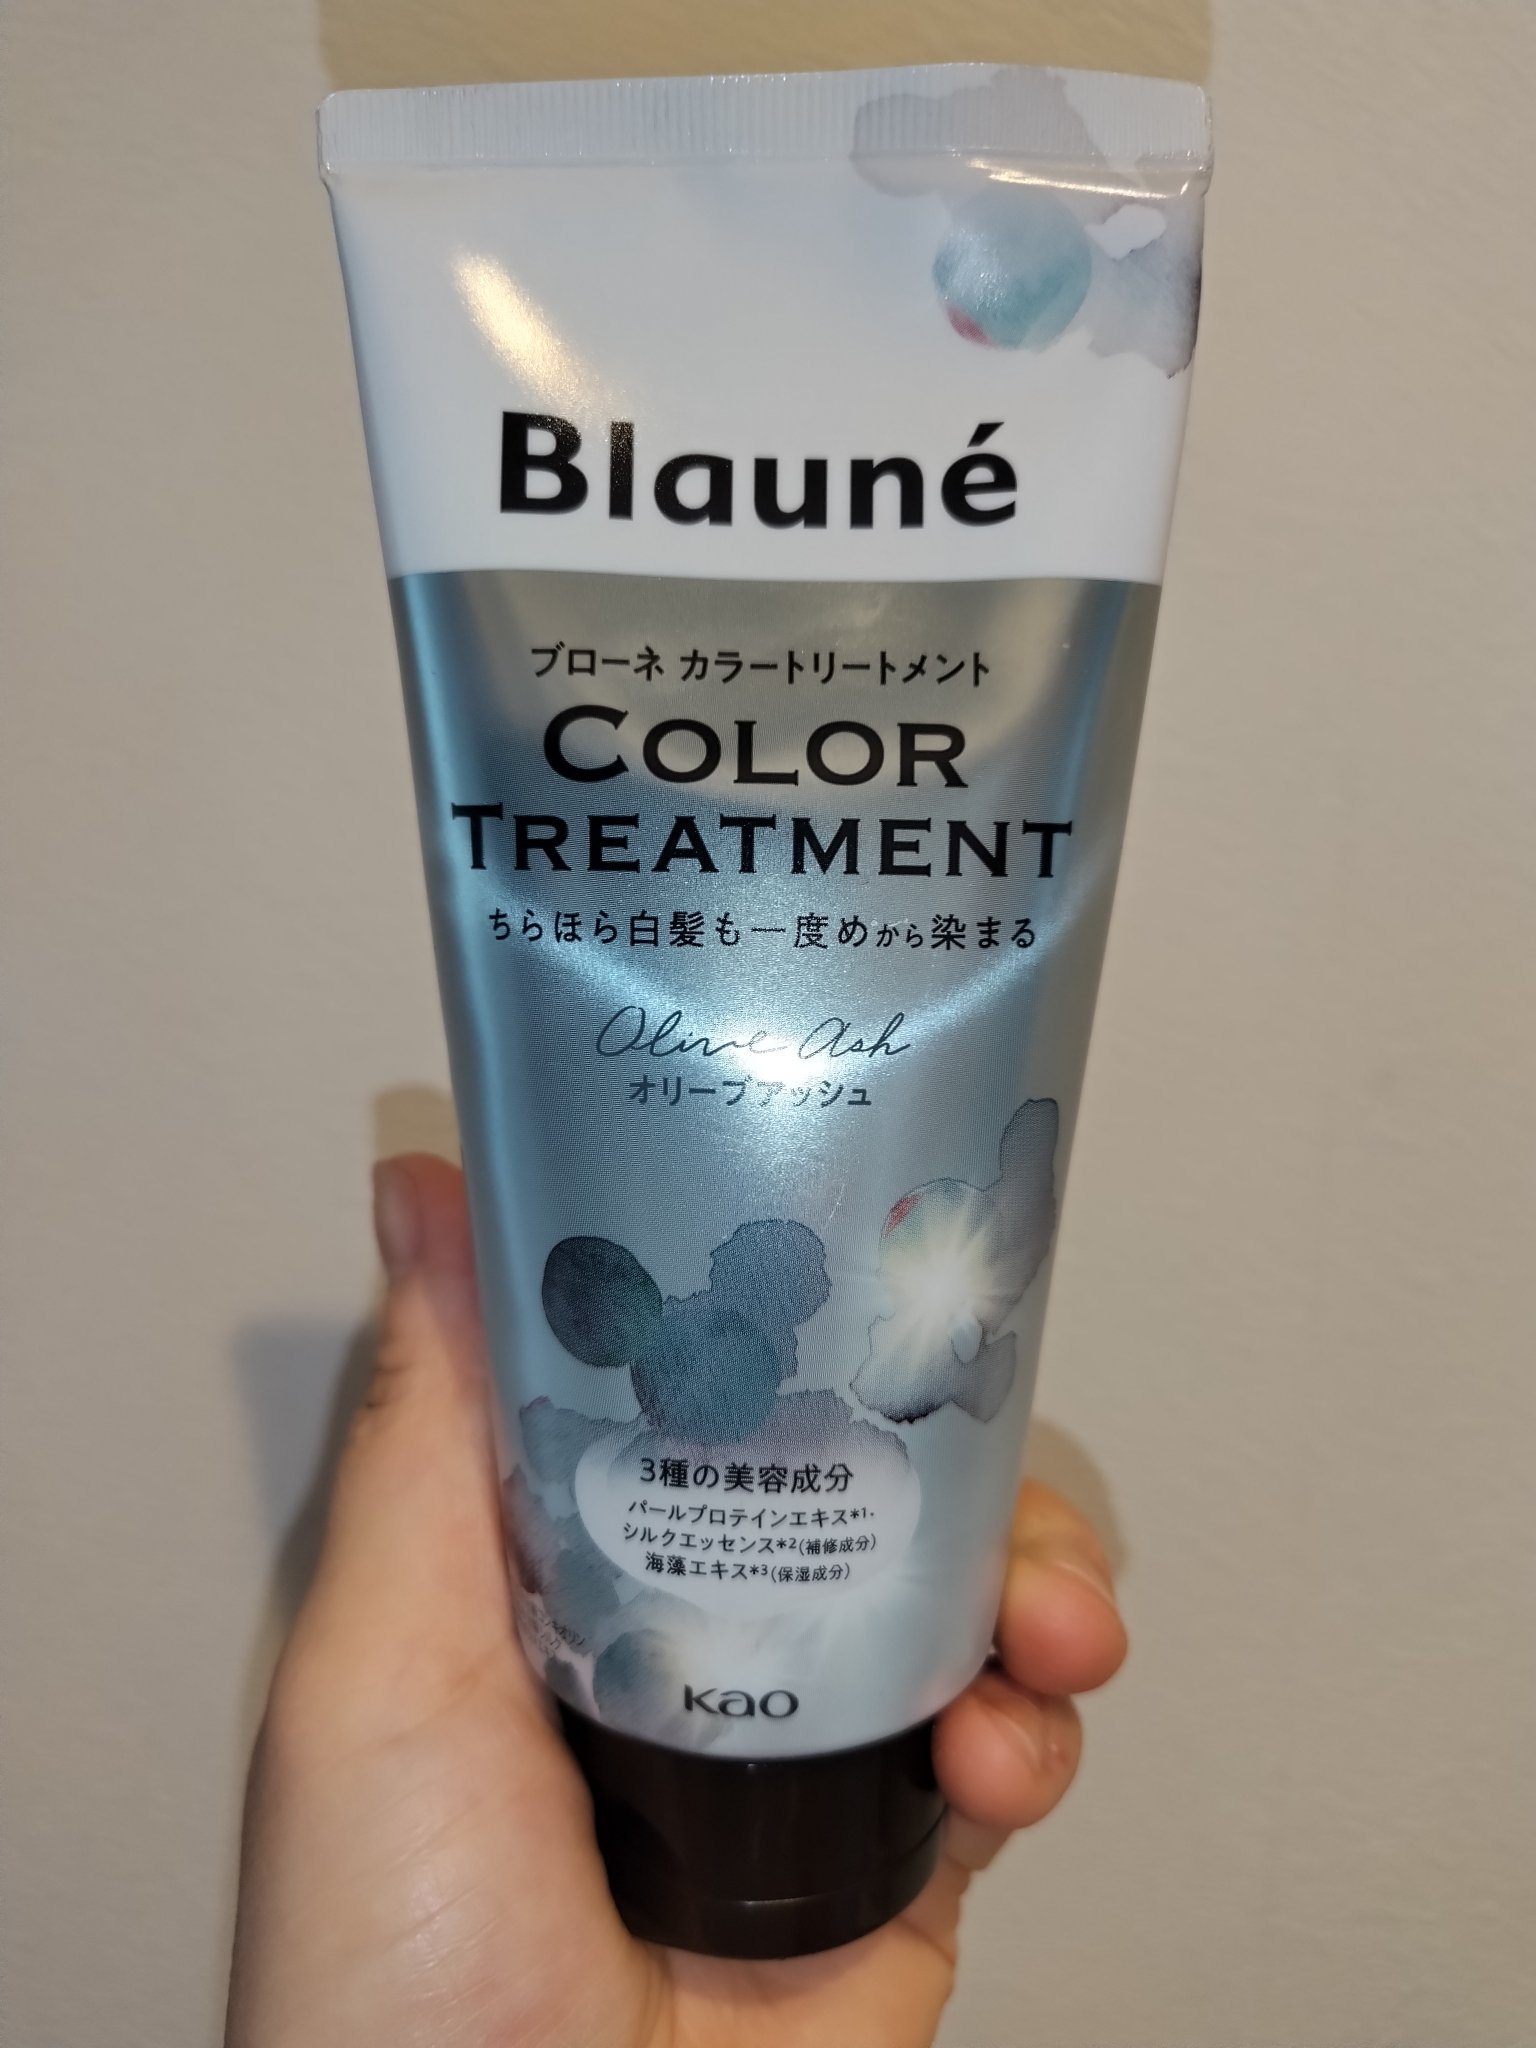 Blauné
ブローネ カラートリートメント
COLOR
TREATMENT
ちらほら白髪も一度めから染まる
Olive Ash
オリーブアッシュ
3種の美容成分
パールプロテインエキス*1・
シルクエッセンス*2(補修成分)
海藻エキス*3(保湿成分)
Kao